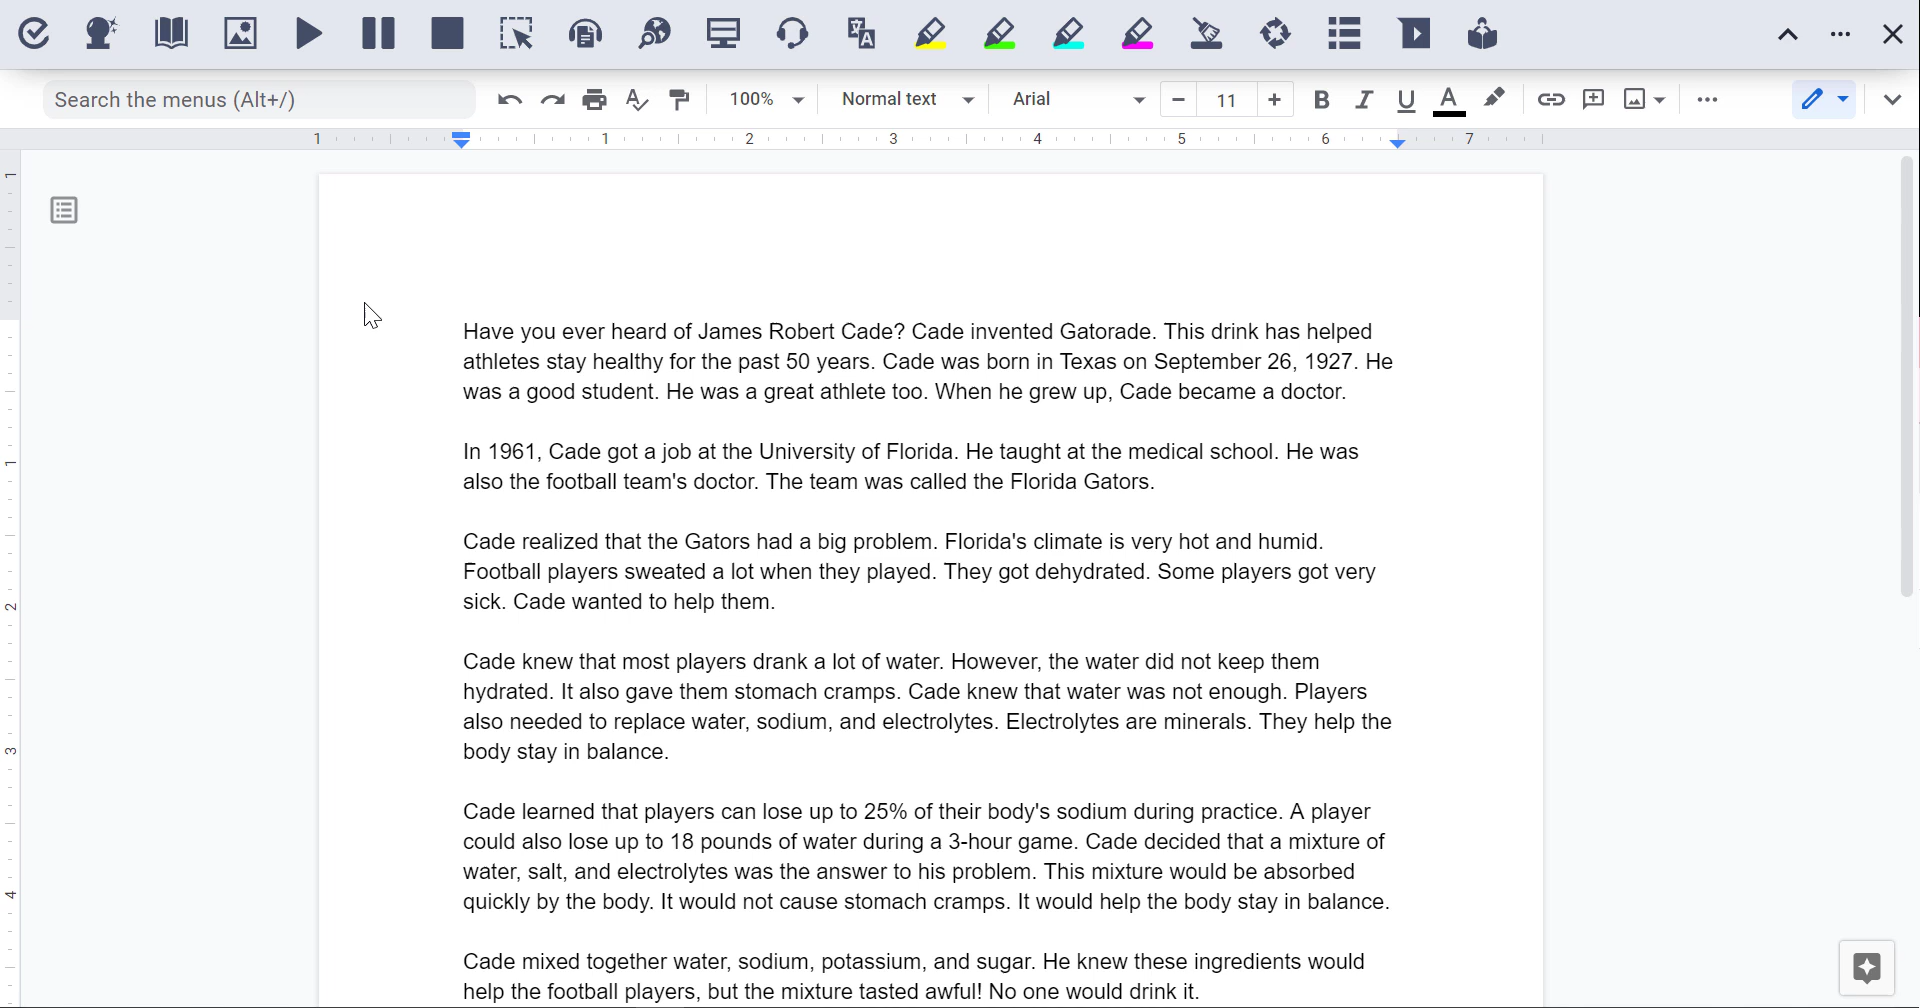 Search the menus (Alt+/)
100%
Normal text
Arial
11
B I U A
1 1 2 3 4 5 6 7
1
1
2
3
4
Have you ever heard of James Robert Cade? Cade invented Gatorade. This drink has helped
athletes stay healthy for the past 50 years. Cade was born in Texas on September 26, 1927. He
was a good student. He was a great athlete too. When he grew up, Cade became a doctor.
In 1961, Cade got a job at the University of Florida. He taught at the medical school. He was
also the football team's doctor. The team was called the Florida Gators.
Cade realized that the Gators had a big problem. Florida's climate is very hot and humid.
Football players sweated a lot when they played. They got dehydrated. Some players got very
sick. Cade wanted to help them.
Cade knew that most players drank a lot of water. However, the water did not keep them
hydrated. It also gave them stomach cramps. Cade knew that water was not enough. Players
also needed to replace water, sodium, and electrolytes. Electrolytes are minerals. They help the
body stay in balance.
Cade learned that players can lose up to 25% of their body's sodium during practice. A player
could also lose up to 18 pounds of water during a 3-hour game. Cade decided that a mixture of
water, salt, and electrolytes was the answer to his problem. This mixture would be absorbed
quickly by the body. It would not cause stomach cramps. It would help the body stay in balance.
Cade mixed together water, sodium, potassium, and sugar. He knew these ingredients would
help the football players, but the mixture tasted awful! No one would drink it.